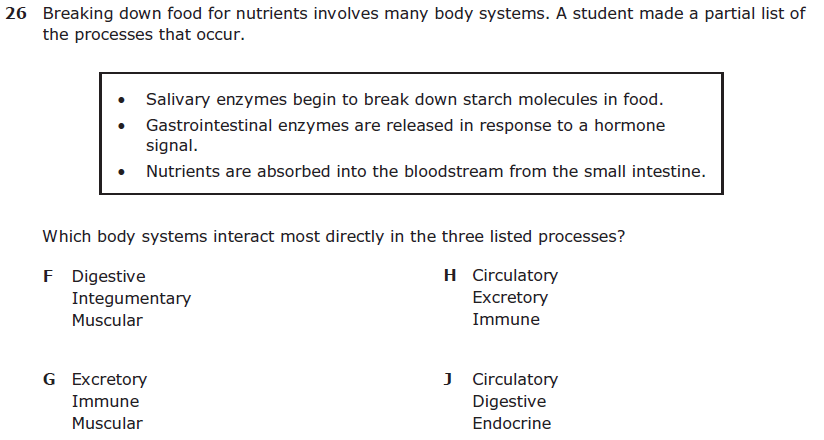 26 Breaking down food for nutrients involves many body systems. A student made a partial list of
the processes that occur.
• Salivary enzymes begin to break down starch molecules in food.
• Gastrointestinal enzymes are released in response to a hormone
signal.
• Nutrients are absorbed into the bloodstream from the small intestine.
Which body systems interact most directly in the three listed processes?
F Digestive
Integumentary
Muscular
G Excretory
Immune
Muscular
H Circulatory
Excretory
Immune
J Circulatory
Digestive
Endocrine